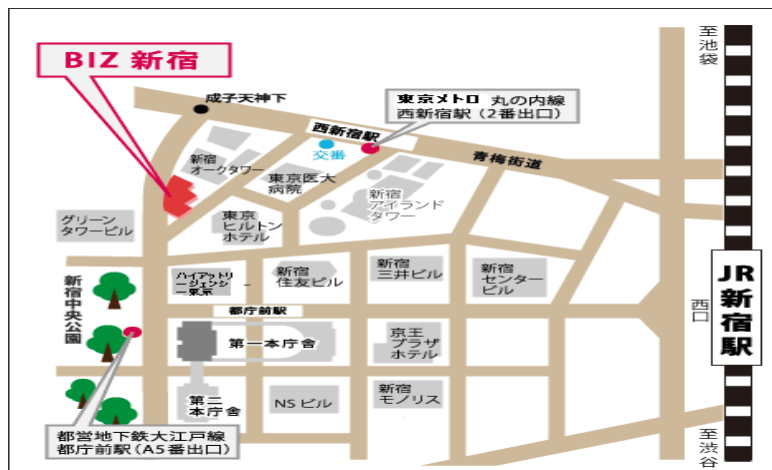 至池袋
BIZ 新宿
成子天神下
東京メトロ 丸の内線
西新宿駅（2番出口）
西新宿駅
交番
青梅街道
新宿
オークタワー
東京医大
病院
新宿
アイランド
タワー
グリーン
タワービル
東京
ヒルトン
ホテル
新宿中央公園
ハイアットリ
ージェンシ
ー東京
新宿
住友ビル
新宿
三井ビル
新宿
センター
ビル
JR新宿駅
西口
都庁前駅
第一本庁舎
京王
プラザ
ホテル
第二
本庁舎
NSビル
新宿
モノリス
都営地下鉄大江戸線
都庁前駅（A5番出口）
至渋谷